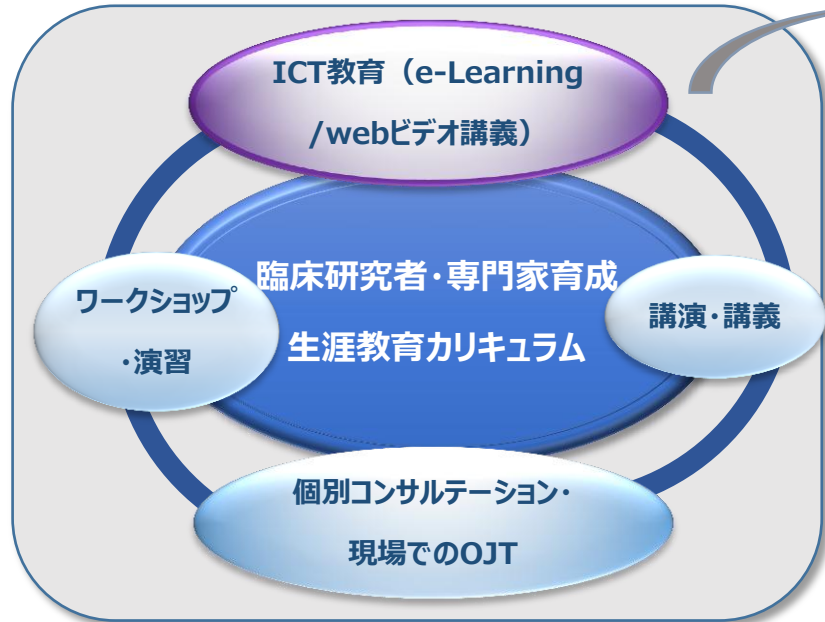 ICT教育（e-Learning
/webビデオ講義）
臨床研究者・専門家育成
生涯教育カリキュラム
ワークショップ
・演習
講演・講義
個別コンサルテーション・
現場でのOJT